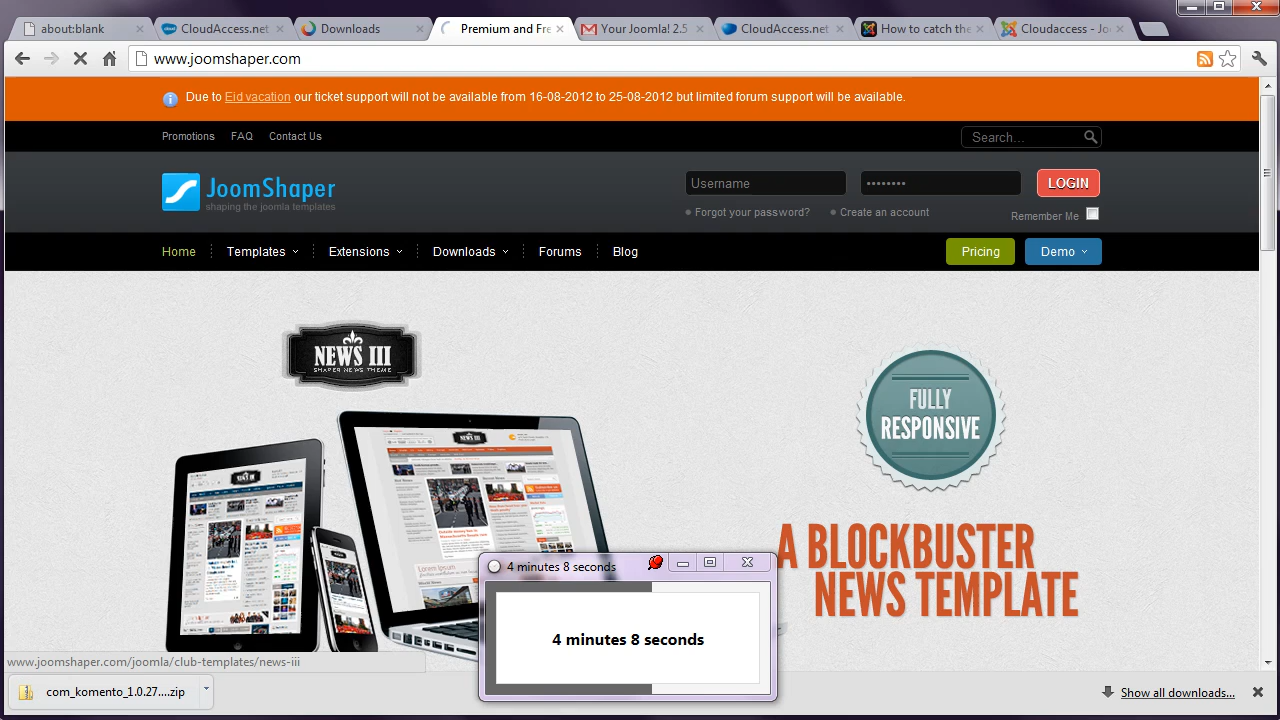 about:blank
CloudAccess.net
Downloads
Premium and Fre
Your Joomla! 2.5
CloudAccess.net
How to catch the
Cloudaccess - Joo
www.joomshaper.com
Due to Eid vacation our ticket support will not be available from 16-08-2012 to 25-08-2012 but limited forum support will be available.
Promotions FAQ Contact Us
Search...
JoomShaper
shaping the joomla templates
Username
LOGIN
Forgot your password?
Create an account
Remember Me
Home Templates Extensions Downloads Forums Blog
Pricing Demo
NEWS III
SHAPER NEWS THEME
FULLY
RESPONSIVE
A BLOCKBUSTER
NEWS TEMPLATE
4 minutes 8 seconds
4 minutes 8 seconds
www.joomshaper.com/joomla/club-templates/news-iii
com_komento_1.0.27....zip
Show all downloads...